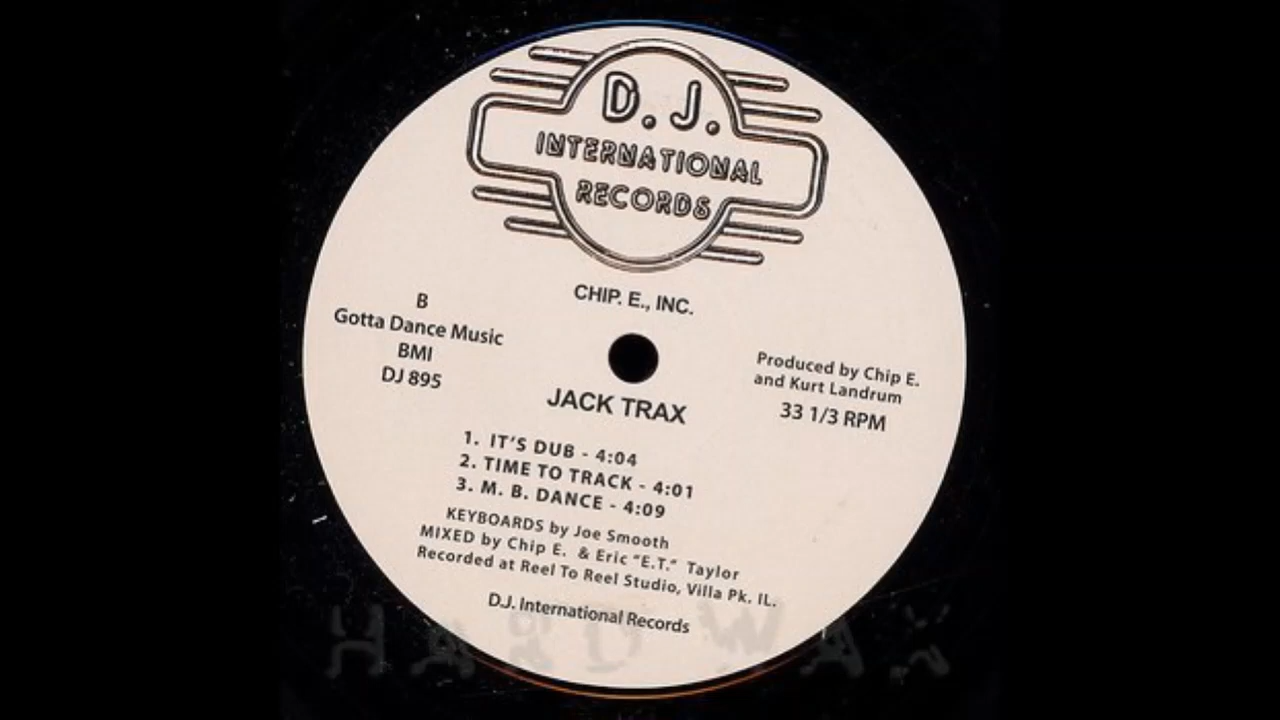 D. J.
INTERNATIONAL
RECORDS
CHIP. E., INC.
B
Gotta Dance Music
BMI
DJ 895
Produced by Chip E.
and Kurt Landrum
33 1/3 RPM
JACK TRAX
1. IT'S DUB - 4:04
2. TIME TO TRACK - 4:01
3. M. B. DANCE - 4:09
KEYBOARDS by Joe Smooth
MIXED by Chip E. & Eric "E.T." Taylor
Recorded at Reel To Reel Studio, Villa Pk. IL.
D.J. International Records
HARD WAX